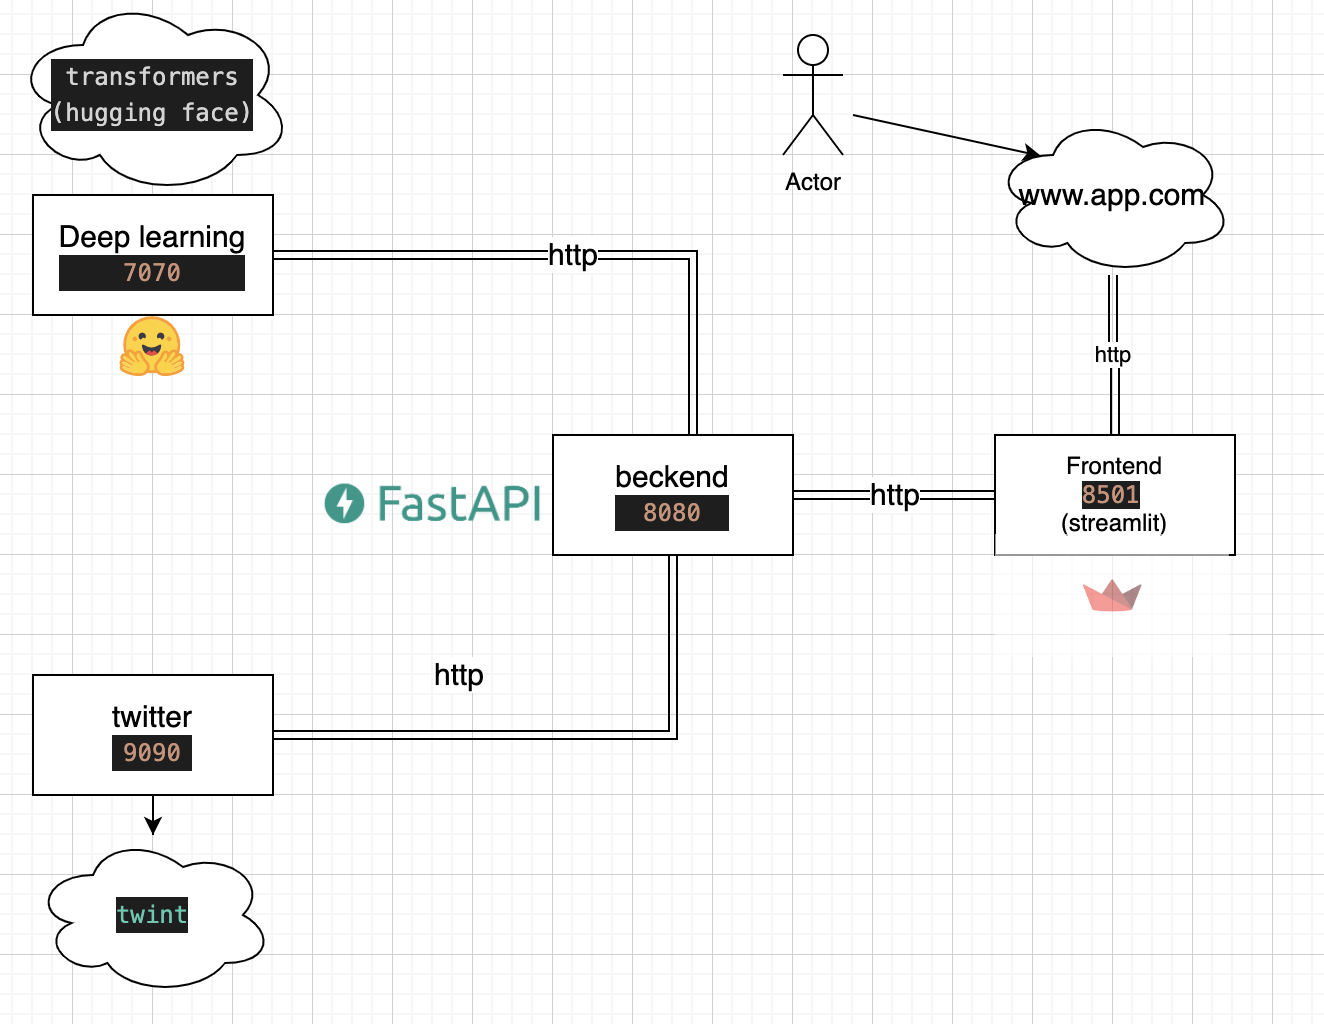 transformers
(hugging face)
Actor
www.app.com
Deep learning
7070
http
http
FastAPI
beckend
8080
http
Frontend
8501
(streamlit)
http
twitter
9090
twint